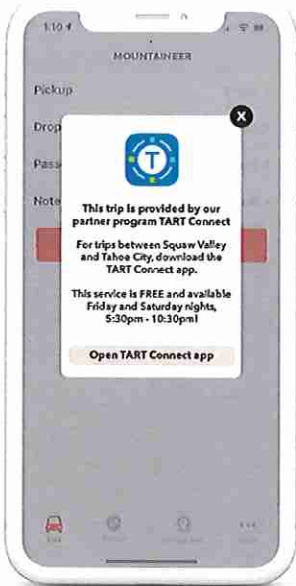 1:10
MOUNTAINEER
Pickup
Drop
Pass
Note
X
T
This trip is provided by our
partner program TART Connect
For trips between Squaw Valley
and Tahoe City, download the
TART Connect app.
This service is FREE and available
Friday and Saturday nights,
5:30pm - 10:30pm!
Open TART Connect app